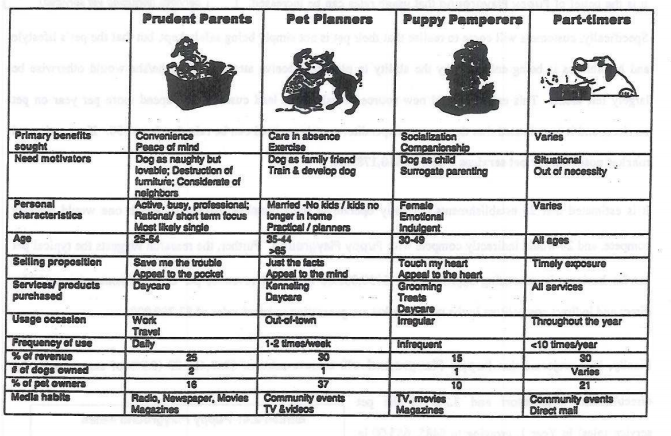 Prudent Parents Pet Planners Puppy Pamperers Part-timers
Primary benefits sought Convenience Peace of mind Care in absence Exercise Socialization Companionship Varies
Need motivators Dog as naughty but lovable; Destruction of furniture; Considerate of neighbors Dog as family friend Train & develop dog Dog as child Surrogate parenting Situational Out of necessity
Personal characteristics Active, busy, professional; Rational/ short term focus Most likely single Married -No kids / kids no longer in home Practical / planners Female Emotional Indulgent Varies
Age 25-54 35-44 >65 30-49 All ages
Selling proposition Save me the trouble Appeal to the pocket Just the facts Appeal to the mind Touch my heart Appeal to the heart Timely exposure
Services/ products purchased Daycare Kenneling Daycare Grooming Treats Daycare All services
Usage occasion Work Travel Out-of-town Irregular Throughout the year
Frequency of use Daily 1-2 times/week Infrequent <10 times/year
% of revenue 25 30 15 30
# of dogs owned 2 1 1 Varies
% of pet owners 16 37 10 21
Media habits Radio, Newspaper, Movies Magazines Community events TV &videos TV, movies Magazines Community events Direct mail